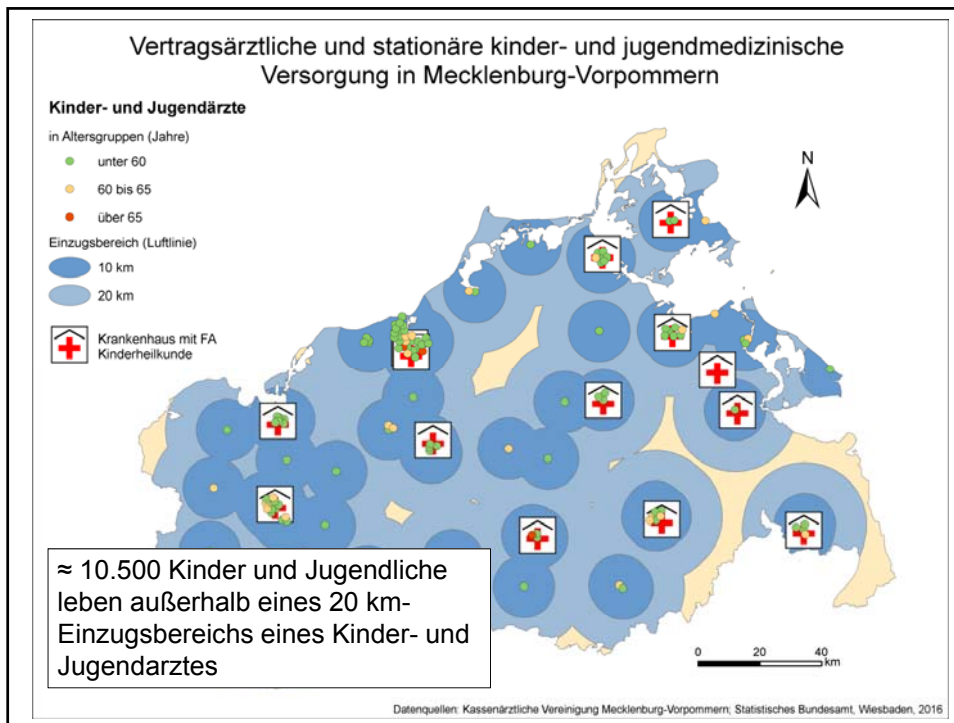 Vertragsärztliche und stationäre kinder- und jugendmedizinische
Versorgung in Mecklenburg-Vorpommern
Kinder- und Jugendärzte
in Altersgruppen (Jahre)
unter 60
60 bis 65
über 65
Einzugsbereich (Luftlinie)
10 km
20 km
Krankenhaus mit FA
Kinderheilkunde
N
≈ 10.500 Kinder und Jugendliche
leben außerhalb eines 20 km-
Einzugsbereichs eines Kinder- und
Jugendarztes
0 20 40
km
Datenquellen: Kassenärztliche Vereinigung Mecklenburg-Vorpommern; Statistisches Bundesamt, Wiesbaden, 2016